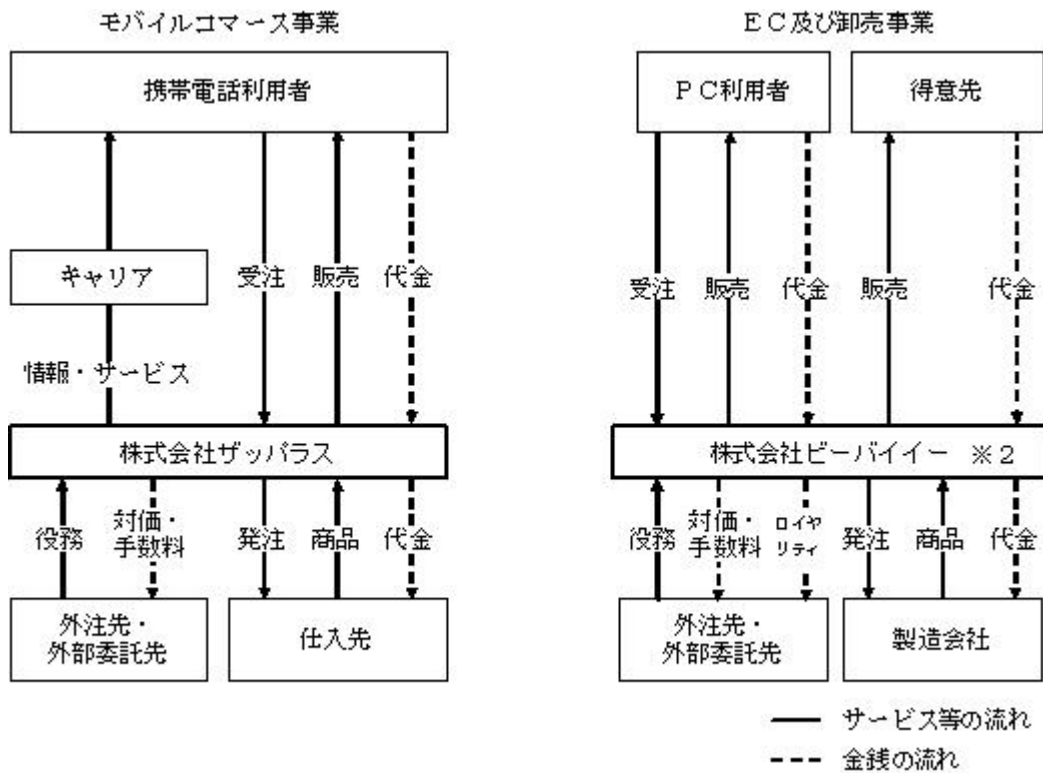 モバイルコマース事業
ＥＣ及び卸売事業
携帯電話利用者
ＰＣ利用者
得意先
キャリア
受注
販売
代金
受注
販売
代金
販売
代金
情報・サービス
株式会社ザッパラス
株式会社ビーバイイー ※２
役務
対価・
手数料
発注
商品
代金
役務
対価・
手数料
ロイヤ
リティ
発注
商品
代金
外注先・
外部委託先
仕入先
外注先・
外部委託先
製造会社
サービス等の流れ
金銭の流れ